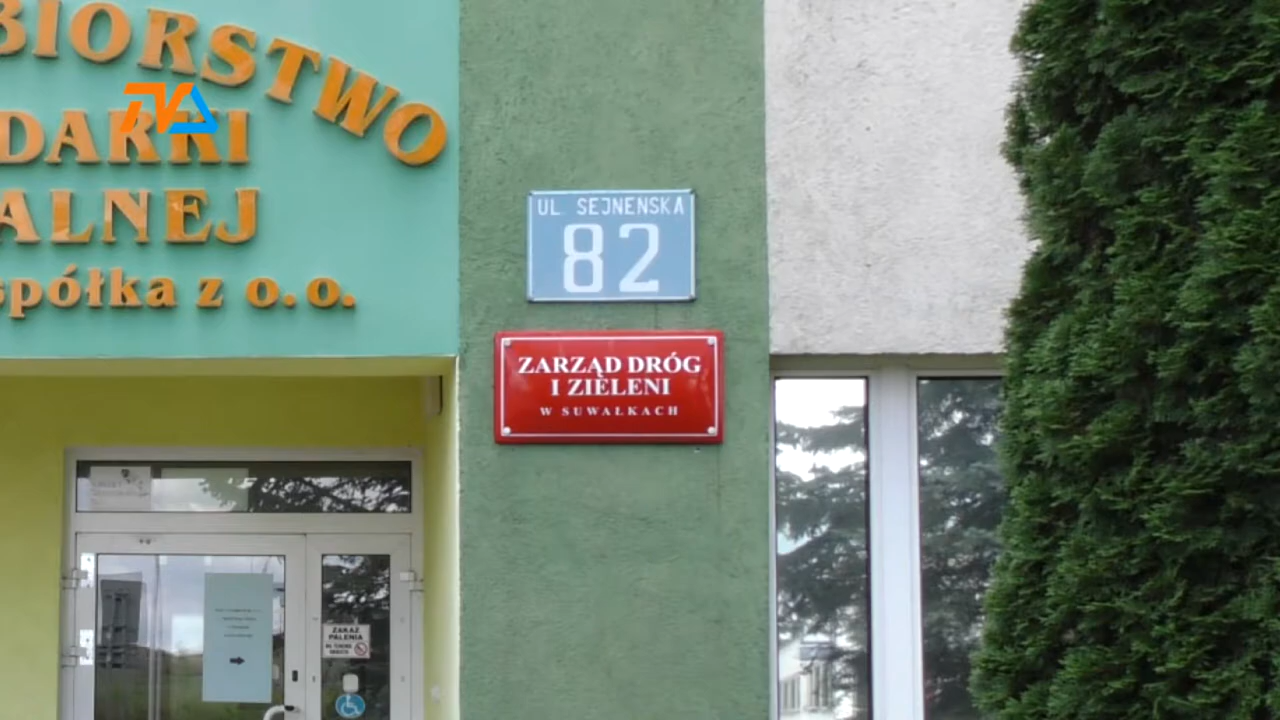 BIORSTWO
DARKI
ALNEJ
spółka z o.o.
UL. SEJNEŃSKA
82
ZARZĄD DRÓG
I ZIELENI
W SUWAŁKACH
ZAKAZ
PALENIA